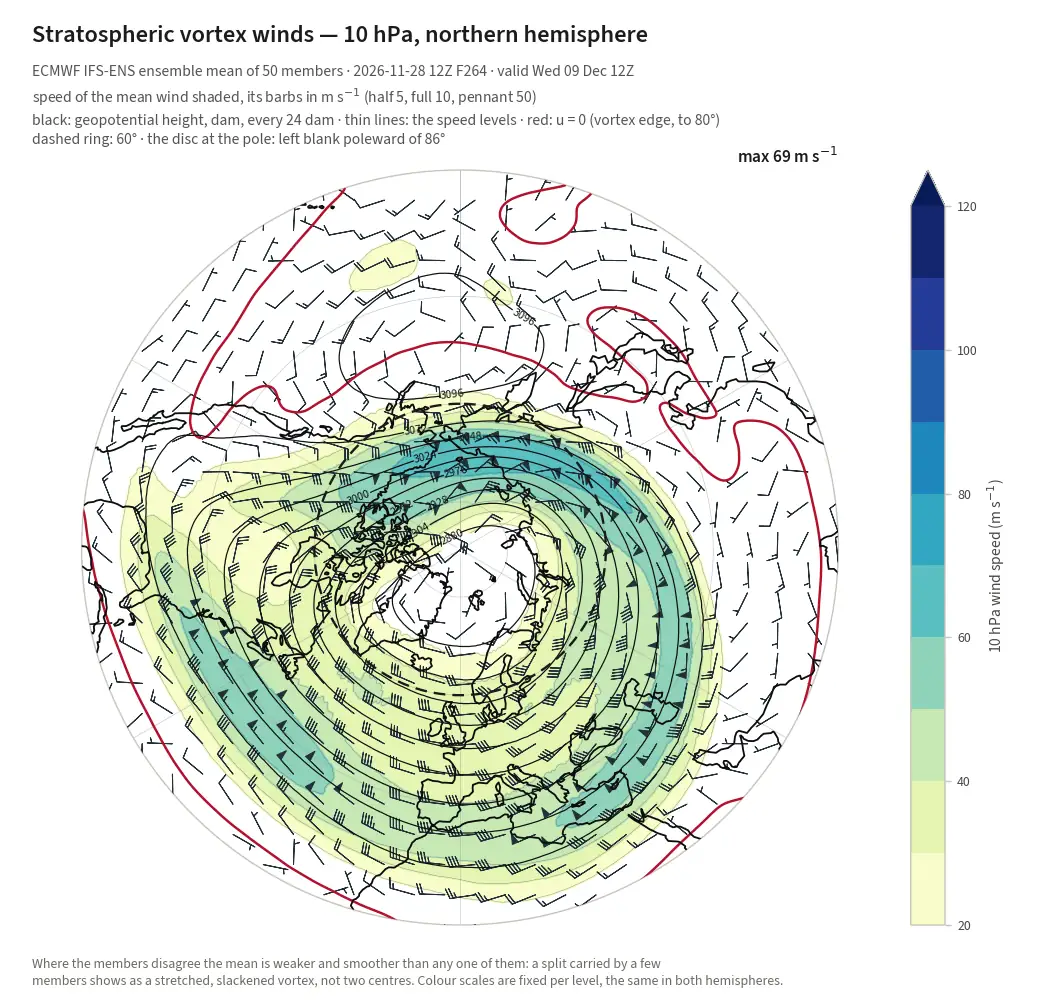 Stratospheric vortex winds — 10 hPa, northern hemisphere
ECMWF IFS-ENS ensemble mean of 50 members · 2026-11-28 12Z F264 · valid Wed 09 Dec 12Z
speed of the mean wind shaded, its barbs in m s⁻¹ (half 5, full 10, pennant 50)
black: geopotential height, dam, every 24 dam · thin lines: the speed levels · red: u = 0 (vortex edge, to 80°)
dashed ring: 60° · the disc at the pole: left blank poleward of 86°
max 69 m s⁻¹
3096
3096
3048
3024
2976
3000
2928
2904
2880
120
100
80
60
40
20
10 hPa wind speed (m s⁻¹)
Where the members disagree the mean is weaker and smoother than any one of them: a split carried by a few
members shows as a stretched, slackened vortex, not two centres. Colour scales are fixed per level, the same in both hemispheres.